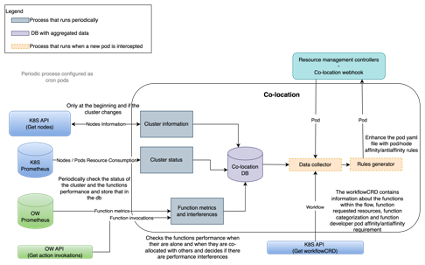 Legend
Process that runs periodically
DB with aggregated data
Process that runs when a new pod is intercepted
Resource management controllers
- Co-location webhook
Periodic process configured as
cron pods
Co-location
Only at the beginning and if the
cluster changes
K8S API
(Get nodes)
Nodes Information
Cluster information
Pod
Pod
Enhance the pod yaml
file with pod/node
affinity/antiaffinity rules
K8S
Prometheus
Nodes / Pods Resource Consumption
Cluster status
Co-location
DB
Data collector
Rules generator
Periodically check the status of
the cluster and the functions
performance and store that in
the db
Workflow
The workflowCRD contains
information about the functions
within the flow, function
requested resources, function
categorization and function
developer pod affinity/antiaffinity
requirement
OW
Prometheus
Function metrics
Function invocations
Function metrics
and interferences
Checks the functions performance when
their are alone and when they are co-
allocated with others and decides if there
are performance interferences
OW API
(Get action invokations)
K8S API
(Get workflowCRD)